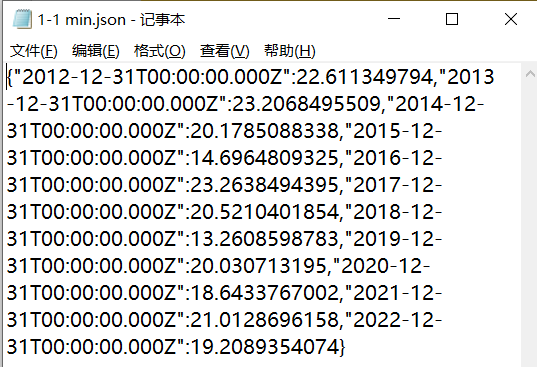 1-1 min.json - 记事本
文件(F) 编辑(E) 格式(O) 查看(V) 帮助(H)
{"2012-12-31T00:00:00.000Z":22.611349794,"2013
-12-31T00:00:00.000Z":23.2068495509,"2014-12-
31T00:00:00.000Z":20.1785088338,"2015-12-
31T00:00:00.000Z":14.6964809325,"2016-12-
31T00:00:00.000Z":23.2638494395,"2017-12-
31T00:00:00.000Z":20.5210401854,"2018-12-
31T00:00:00.000Z":13.2608598783,"2019-12-
31T00:00:00.000Z":20.030713195,"2020-12-
31T00:00:00.000Z":18.6433767002,"2021-12-
31T00:00:00.000Z":21.0128696158,"2022-12-
31T00:00:00.000Z":19.2089354074}